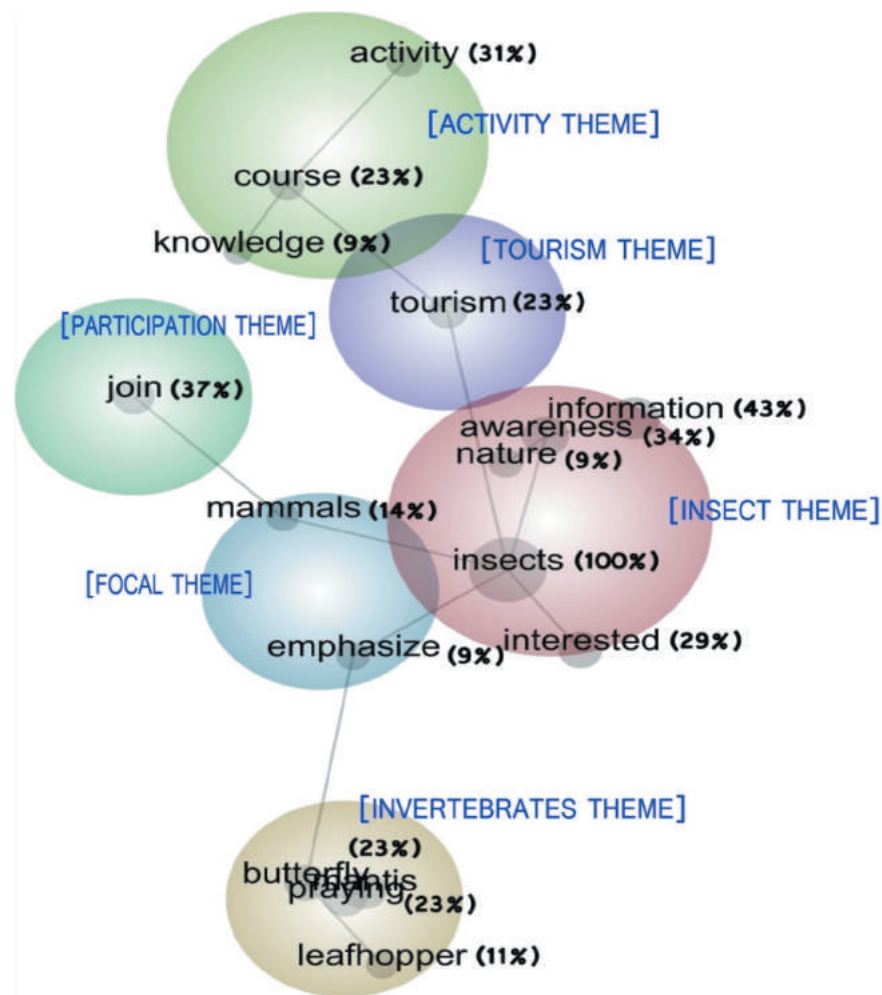 activity (31%)
[ACTIVITY THEME]
course (23%)
knowledge (9%)
[TOURISM THEME]
tourism (23%)
[PARTICIPATION THEME]
join (37%)
information (43%)
awareness (34%)
nature (9%)
mammals (14%)
[INSECT THEME]
insects (100%)
[FOCAL THEME]
interested (29%)
emphasize (9%)
[INVERTEBRATES THEME]
(23%)
butterfly
mantis
praying (23%)
leafhopper (11%)